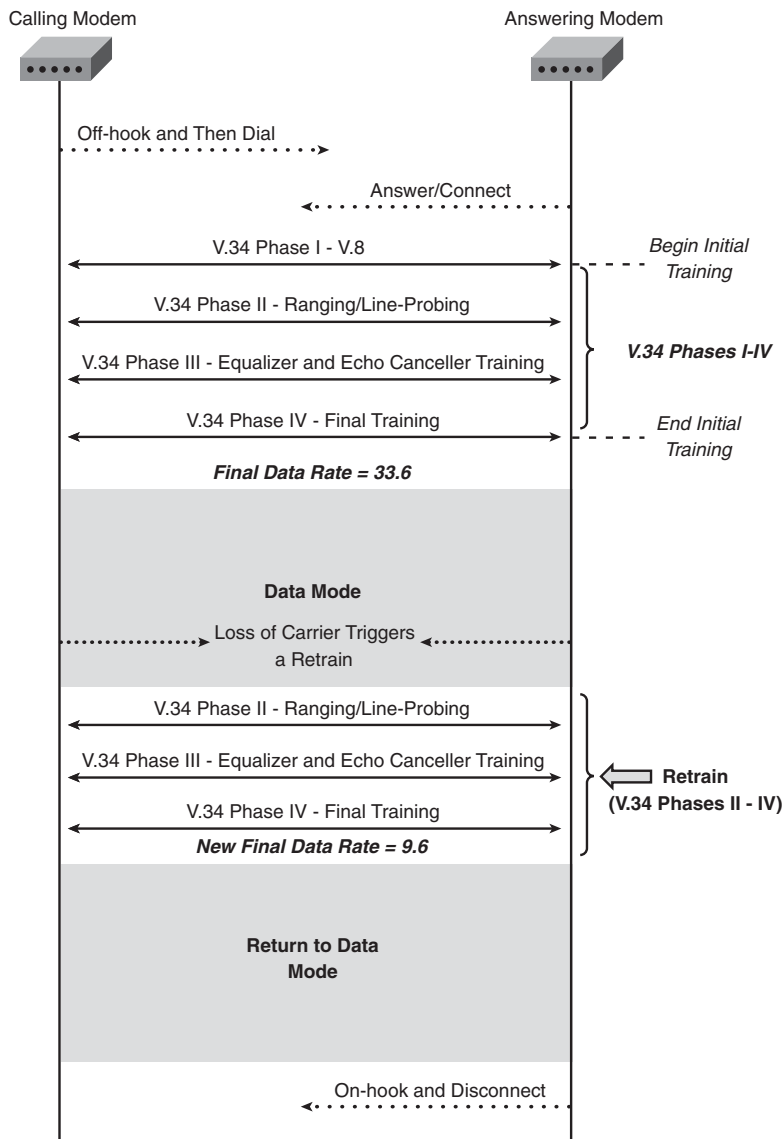 Calling Modem
Answering Modem
Off-hook and Then Dial
Answer/Connect
V.34 Phase I - V.8
Begin Initial
Training
V.34 Phase II - Ranging/Line-Probing
V.34 Phases I-IV
V.34 Phase III - Equalizer and Echo Canceller Training
V.34 Phase IV - Final Training
End Initial
Training
Final Data Rate = 33.6
Data Mode
Loss of Carrier Triggers
a Retrain
V.34 Phase II - Ranging/Line-Probing
V.34 Phase III - Equalizer and Echo Canceller Training
Retrain
(V.34 Phases II - IV)
V.34 Phase IV - Final Training
New Final Data Rate = 9.6
Return to Data
Mode
On-hook and Disconnect